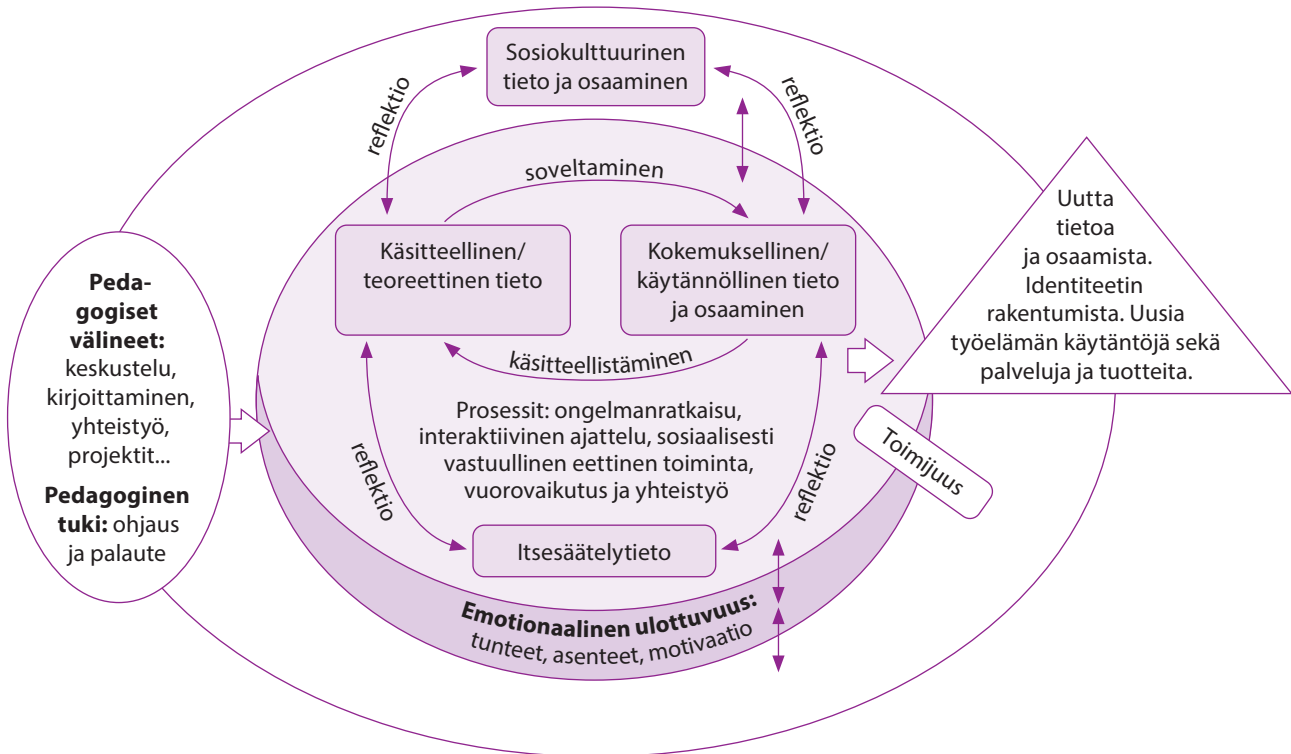 Sosiokulttuurinen
tieto ja osaaminen
reflektio
reflektio
soveltaminen
Käsitteellinen/
teoreettinen tieto
Kokemuksellinen/
käytännöllinen tieto
ja osaaminen
käsitteellistäminen
Prosessit: ongelmanratkaisu,
interaktiivinen ajattelu, sosiaalisesti
vastuullinen eettinen toiminta,
vuorovaikutus ja yhteistyö
reflektio
reflektio
Itsesäätelytieto
Emotionaalinen ulottuvuus:
tunteet, asenteet, motivaatio
Peda-
gogiset
välineet:
keskustelu,
kirjoittaminen,
yhteistyö,
projektit...
Pedagoginen
tuki: ohjaus
ja palaute
Toimijuus
Uutta
tietoa
ja osaamista.
Identiteetin
rakentumista. Uusia
työelämän käytäntöjä sekä
palveluja ja tuotteita.